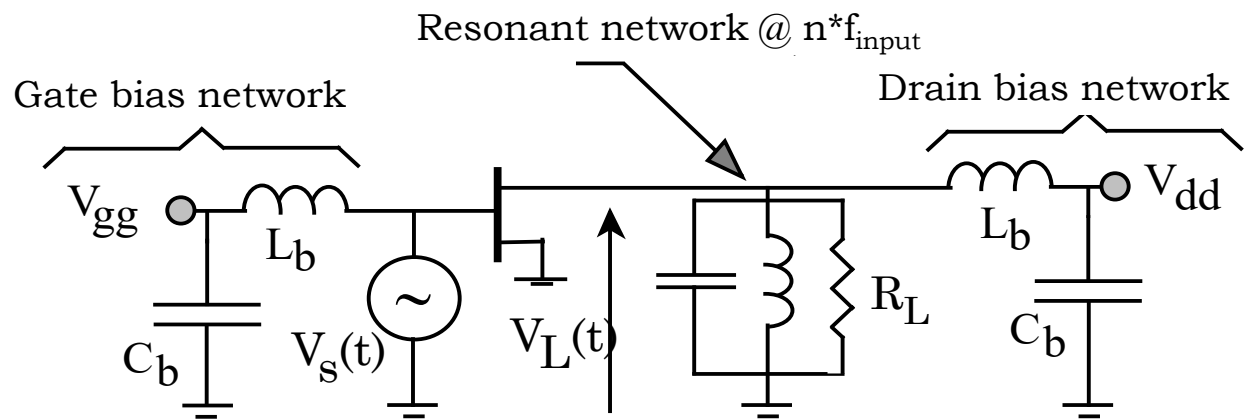 Resonant network @ n*f_input
Gate bias network
Drain bias network
V_gg
L_b
C_b
V_s(t)
~
V_L(t)
R_L
L_b
V_dd
C_b